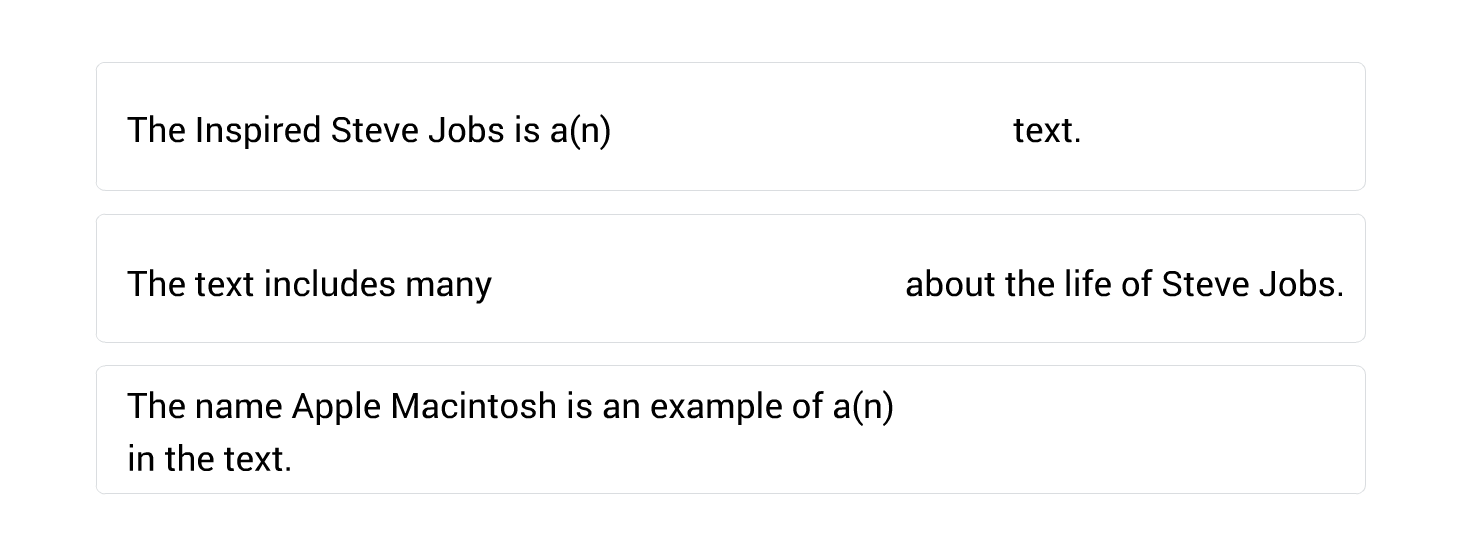 The Inspired Steve Jobs is a(n) text.
The text includes many about the life of Steve Jobs.
The name Apple Macintosh is an example of a(n)
in the text.